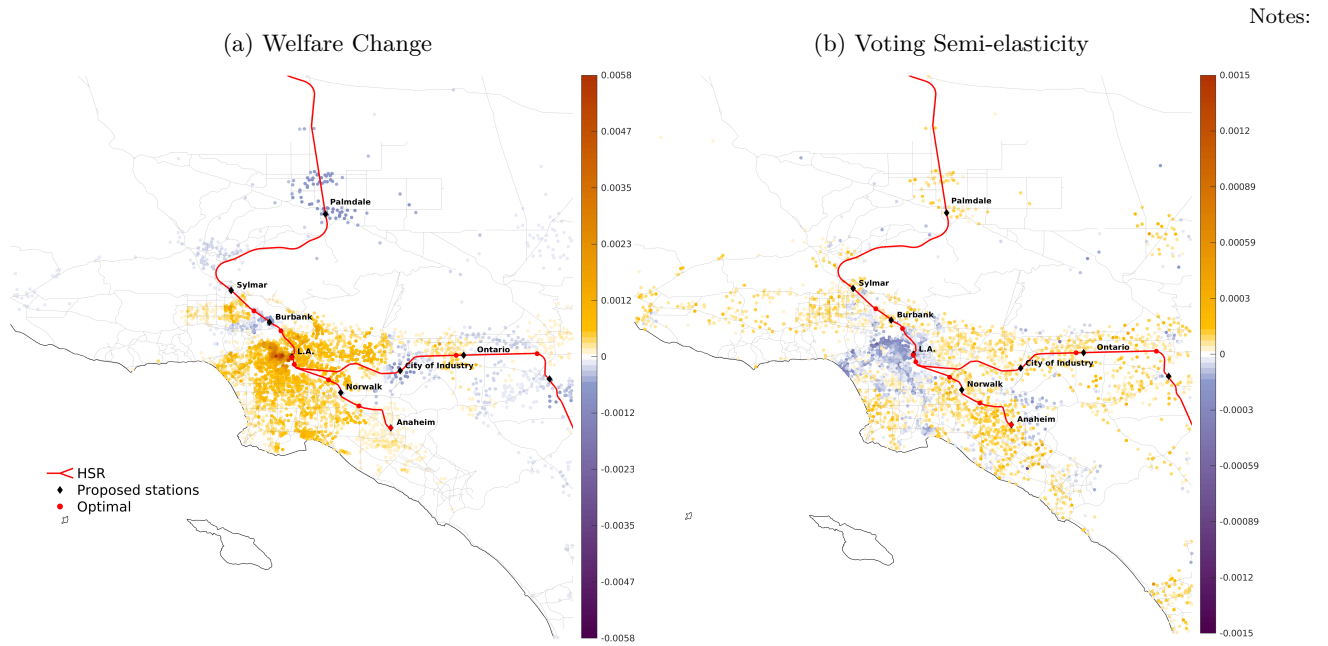 Notes:
(a) Welfare Change
(b) Voting Semi-elasticity
0.0058
0.0047
0.0035
0.0023
0.0012
0
-0.0012
-0.0023
-0.0035
-0.0047
-0.0058
Palmdale
Sylmar
Burbank
L.A.
Ontario
City of Industry
Norwalk
Anaheim
HSR
Proposed stations
Optimal
0.0015
0.0012
0.00089
0.00059
0.0003
0
-0.0003
-0.00059
-0.00089
-0.0012
-0.0015
Palmdale
Sylmar
Burbank
L.A.
Ontario
City of Industry
Norwalk
Anaheim